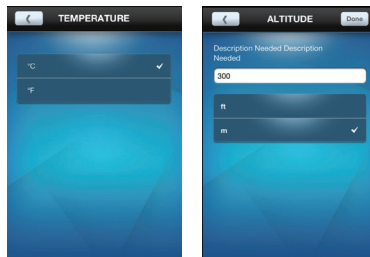 TEMPERATURE
°C
°F
ALTITUDE
Done
Description Needed Description
Needed
300
ft
m